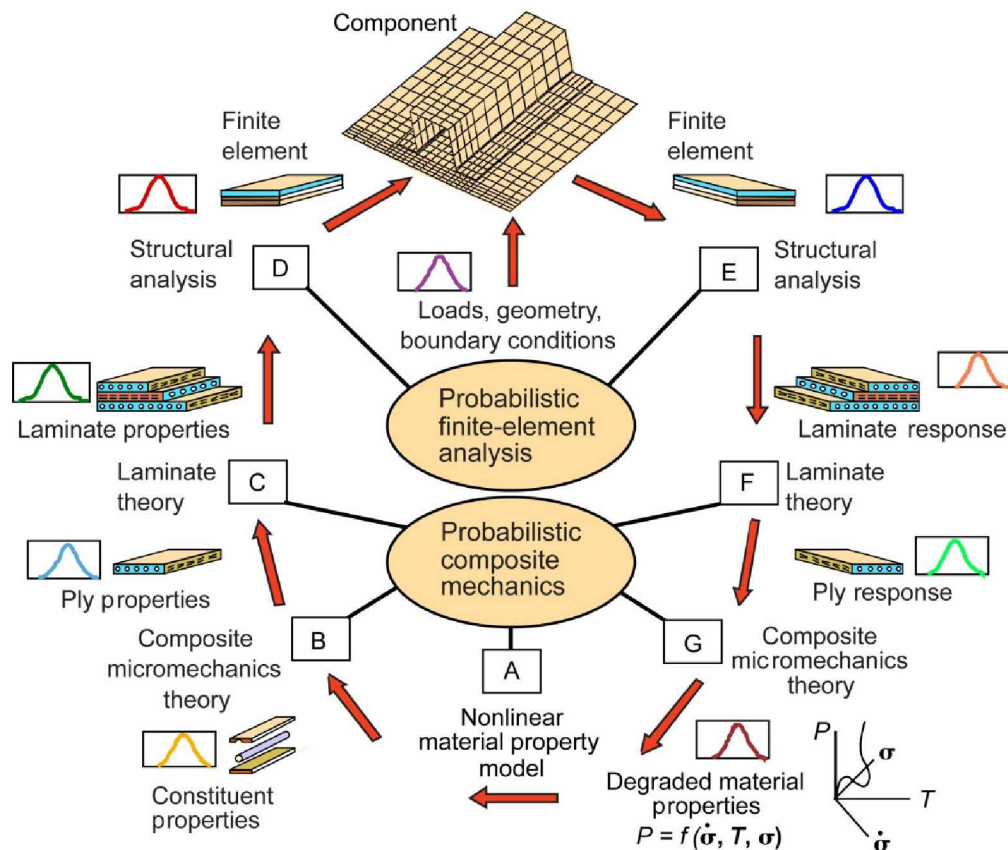 Component
Finite
element
Finite
element
Structural
analysis
D
Loads, geometry,
boundary conditions
E
Structural
analysis
Laminate properties
Probabilistic
finite-element
analysis
Laminate response
Laminate
theory
C
F
Laminate
theory
Probabilistic
composite
mechanics
Ply properties
Ply response
Composite
micromechanics
theory
B
A
G
Composite
micromechanics
theory
Nonlinear
material property
model
Constituent
properties
Degraded material
properties
P = f (σ̇, T, σ)
P
σ
T
σ̇